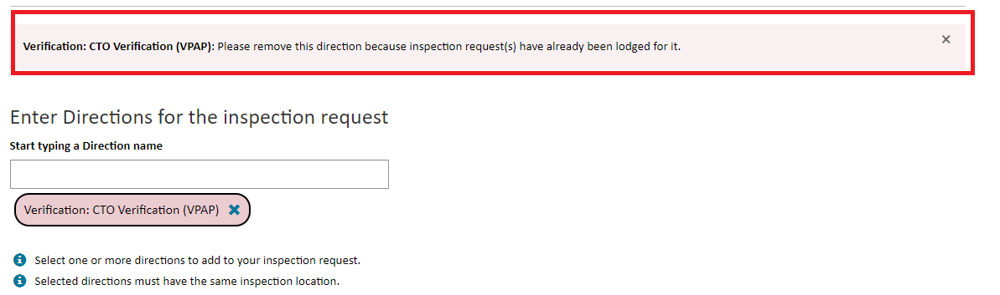 Verification: CTO Verification (VPAP): Please remove this direction because inspection request(s) have already been lodged for it.
Enter Directions for the inspection request
Start typing a Direction name
Verification: CTO Verification (VPAP)
Select one or more directions to add to your inspection request.
Selected directions must have the same inspection location.